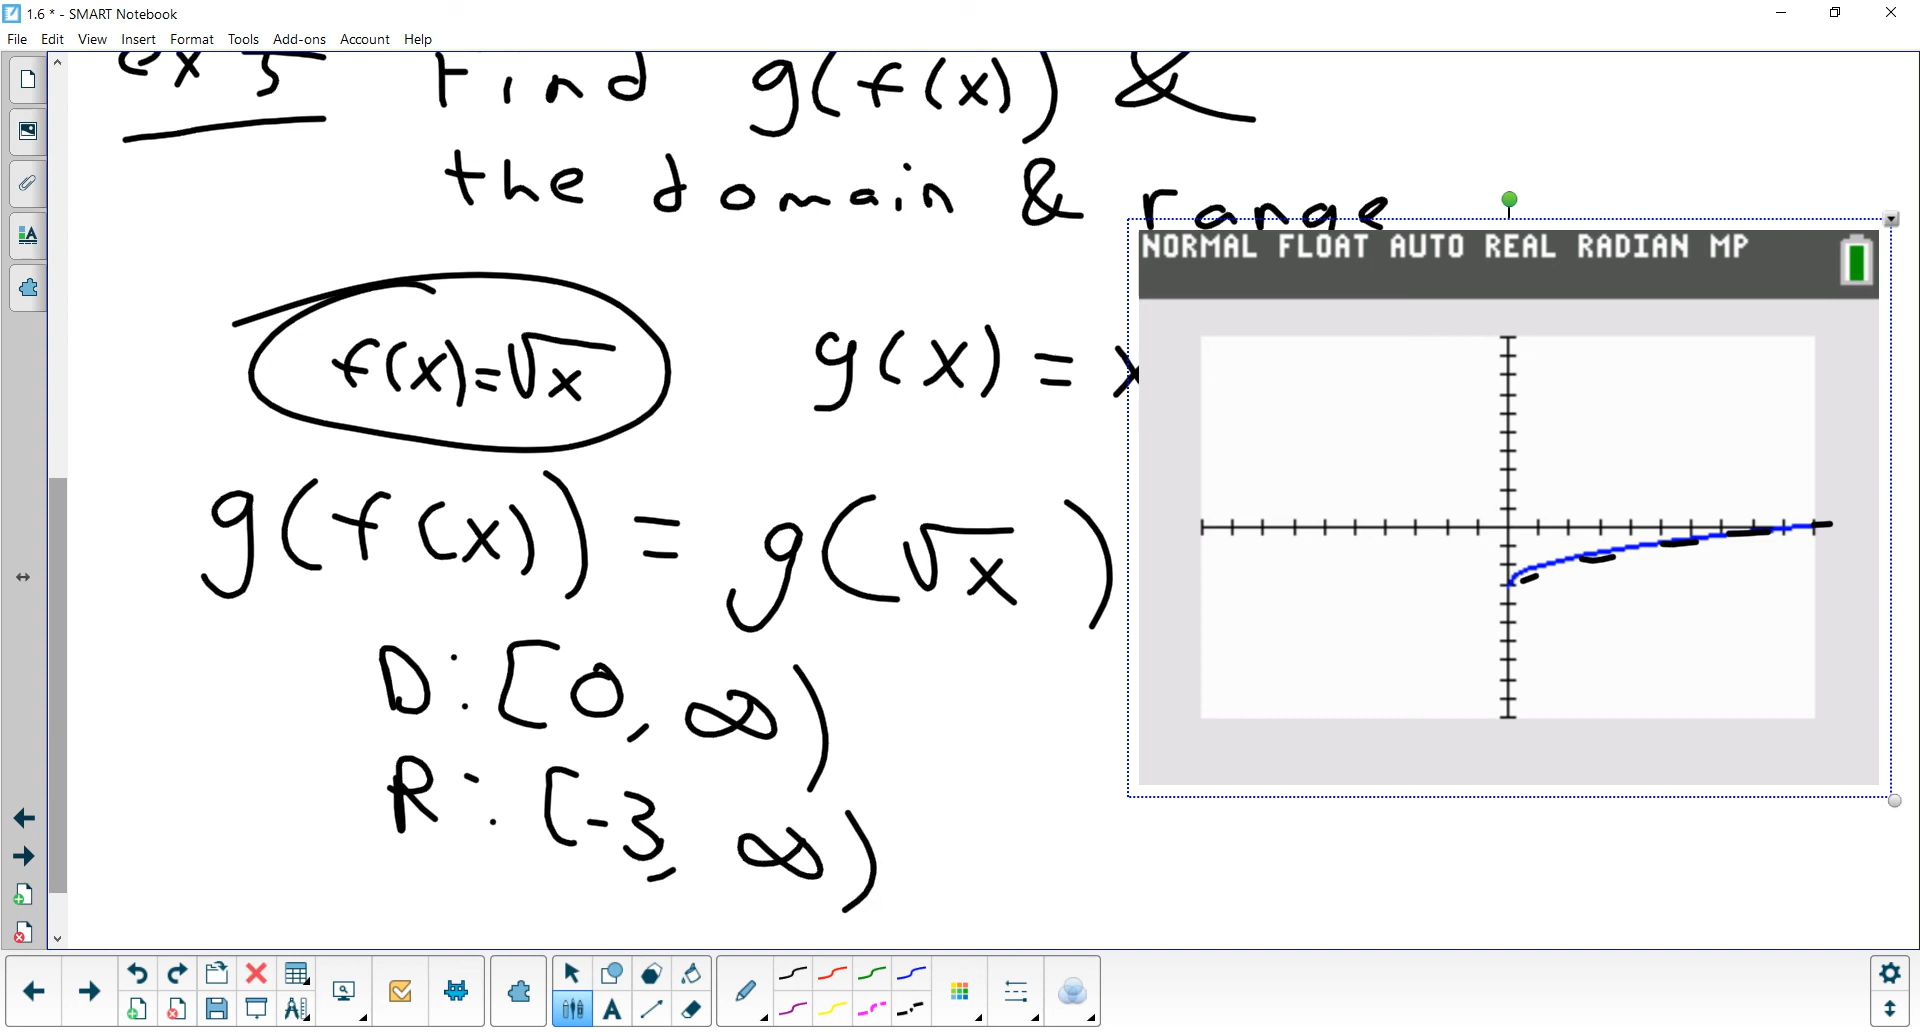 1.6 * - SMART Notebook
File Edit View Insert Format Tools Add-ons Account Help
ex 5 Find g(f(x)) &
the domain & range
f(x)=√x g(x) = x
NORMAL FLOAT AUTO REAL RADIAN MP
g(f(x)) = g(√x)
D: [0, ∞)
R: [-3, ∞)
A